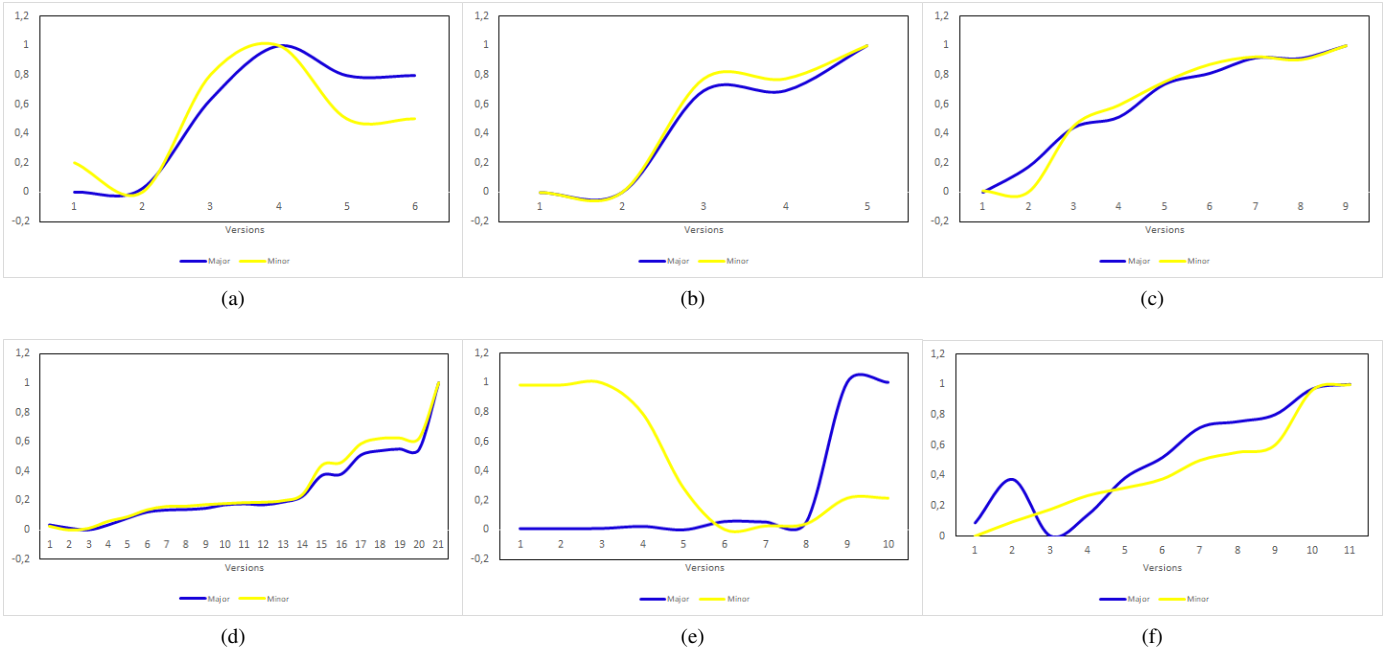 1,2
1
0,8
0,6
0,4
0,2
0
-0,2
1 2 3 4 5 6
Versions
Major Minor
(a)
1,2
1
0,8
0,6
0,4
0,2
0
-0,2
1 2 3 4 5
Versions
Major Minor
(b)
1,2
1
0,8
0,6
0,4
0,2
0
-0,2
1 2 3 4 5 6 7 8 9
Versions
Major Minor
(c)
1,2
1
0,8
0,6
0,4
0,2
0
-0,2
1 2 3 4 5 6 7 8 9 10 11 12 13 14 15 16 17 18 19 20 21
Versions
Major Minor
(d)
1,2
1
0,8
0,6
0,4
0,2
0
-0,2
1 2 3 4 5 6 7 8 9 10
Versions
Major Minor
(e)
1,2
1
0,8
0,6
0,4
0,2
0
1 2 3 4 5 6 7 8 9 10 11
Versions
Major Minor
(f)